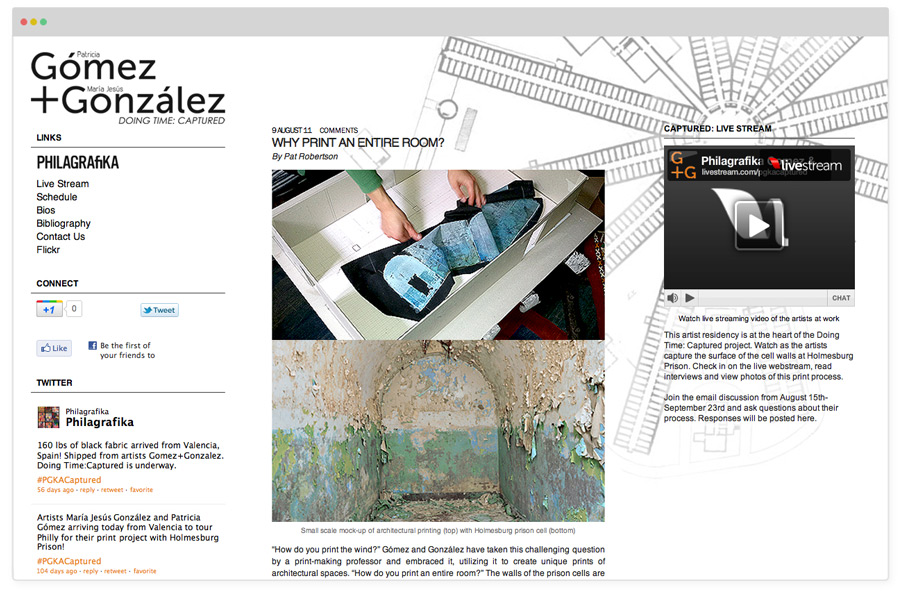 Patricia
Gómez
María Jesús
+González
DOING TIME: CAPTURED
LINKS
PHILAGRAfiKA
Live Stream
Schedule
Bios
Bibliography
Contact Us
Flickr
CONNECT
+1 0
Tweet
Like
Be the first of
your friends to
TWITTER
Philagrafika
Philagrafika
160 lbs of black fabric arrived from Valencia,
Spain! Shipped from artists Gomez+Gonzalez.
Doing Time:Captured is underway.
#PGKACaptured
56 days ago · reply · retweet · favorite
Artists María Jesús González and Patricia
Gómez arriving today from Valencia to tour
Philly for their print project with Holmesburg
Prison!
#PGKACaptured
104 days ago · reply · retweet · favorite
9 AUGUST 11 COMMENTS
WHY PRINT AN ENTIRE ROOM?
By Pat Robertson
Small scale mock-up of architectural printing (top) with Holmesburg prison cell (bottom)
"How do you print the wind?" Gómez and González have taken this challenging question
by a print-making professor and embraced it, utilizing it to create unique prints of
architectural spaces. "How do you print an entire room?" The walls of the prison cells are
CAPTURED: LIVE STREAM
G
+G
Philagrafika
livestream
livestream.com/pgkacaptured
CHAT
Watch live streaming video of the artists at work
This artist residency is at the heart of the Doing
Time: Captured project. Watch as the artists
capture the surface of the cell walls at Holmesburg
Prison. Check in on the live webstream, read
interviews and view photos of this print process.
Join the email discussion from August 15th-
September 23rd and ask questions about their
process. Responses will be posted here.